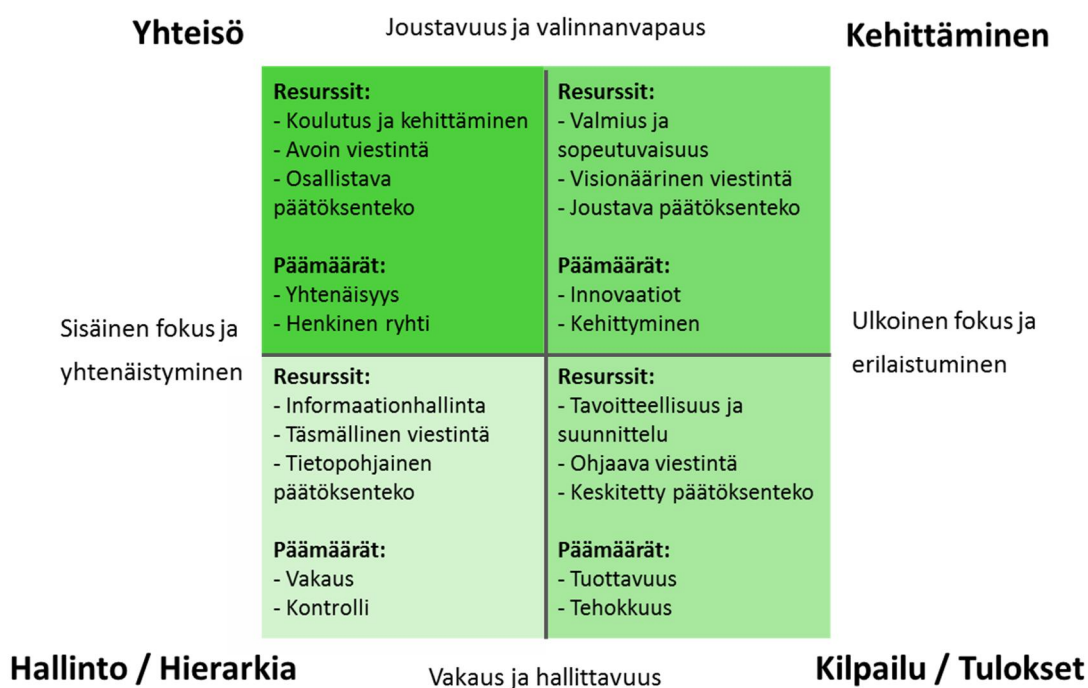 Yhteisö
Joustavuus ja valinnanvapaus
Kehittäminen
Resurssit:
- Koulutus ja kehittäminen
- Avoin viestintä
- Osallistava
päätöksenteko
Päämäärät:
- Yhtenäisyys
- Henkinen ryhti
Resurssit:
- Valmius ja
sopeutuvaisuus
- Visionäärinen viestintä
- Joustava päätöksenteko
Päämäärät:
- Innovaatiot
- Kehittyminen
Sisäinen fokus ja
yhtenäistyminen
Ulkoinen fokus ja
erilaistuminen
Resurssit:
- Informaationhallinta
- Täsmällinen viestintä
- Tietopohjainen
päätöksenteko
Päämäärät:
- Vakaus
- Kontrolli
Resurssit:
- Tavoitteellisuus ja
suunnittelu
- Ohjaava viestintä
- Keskitetty päätöksenteko
Päämäärät:
- Tuottavuus
- Tehokkuus
Hallinto / Hierarkia
Vakaus ja hallittavuus
Kilpailu / Tulokset